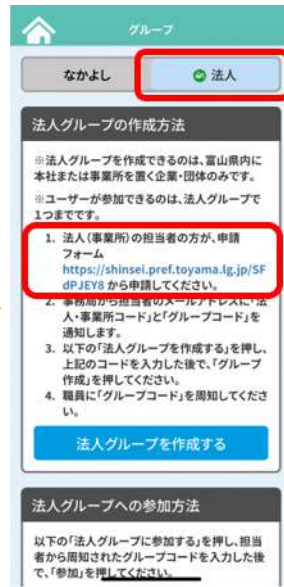 グループ
なかよし
法人
法人グループの作成方法
※法人グループを作成できるのは、富山県内に
本社または事業所を置く企業・団体のみです。
※ユーザーが参加できるのは、法人グループで
1つまでです。
1. 法人(事業所)の担当者の方が、申請
フォーム
https://shinsei.pref.toyama.lg.jp/SF
dPJEY8 から申請してください。
2. 事務局から担当者のメールアドレスに「法
人・事業所コード」と「グループコード」を
通知します。
3. 以下の「法人グループを作成する」を押し、
上記のコードを入力した後で、「グループ
作成」を押してください。
4. 職員に「グループコード」を周知してくださ
い。
法人グループを作成する
法人グループへの参加方法
以下の「法人グループに参加する」を押し、担当
者から周知されたグループコードを入力した後
で、「参加」を押してください。